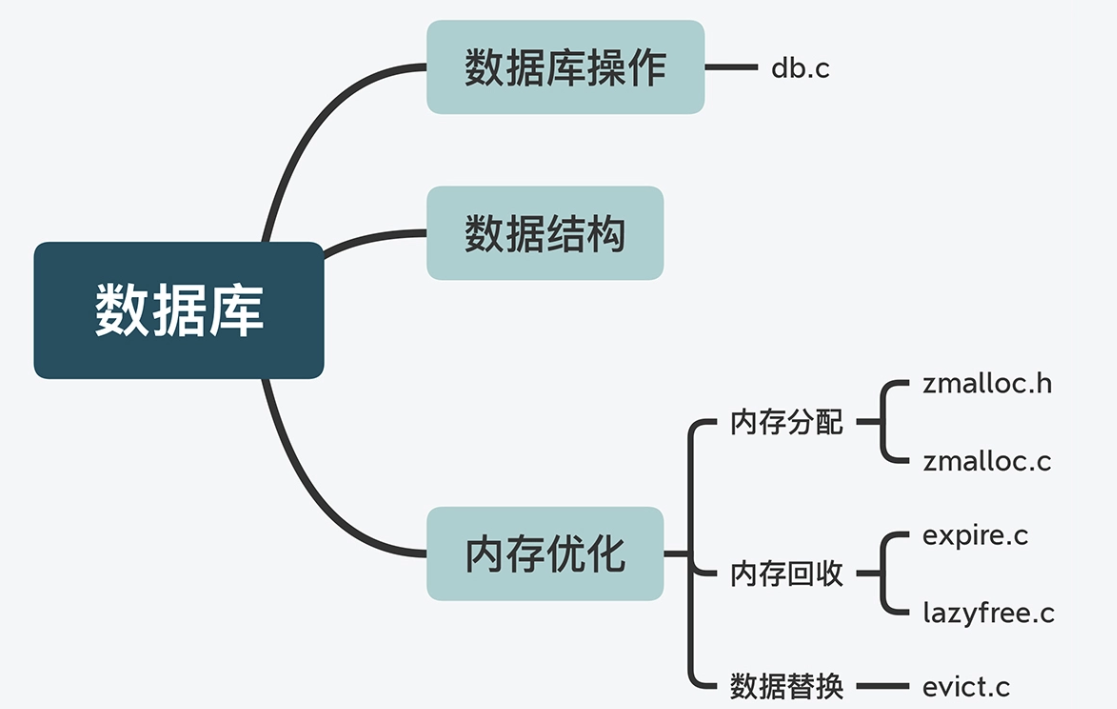 数据库
数据库操作
db.c
数据结构
内存优化
内存分配
zmalloc.h
zmalloc.c
内存回收
expire.c
lazyfree.c
数据替换
evict.c